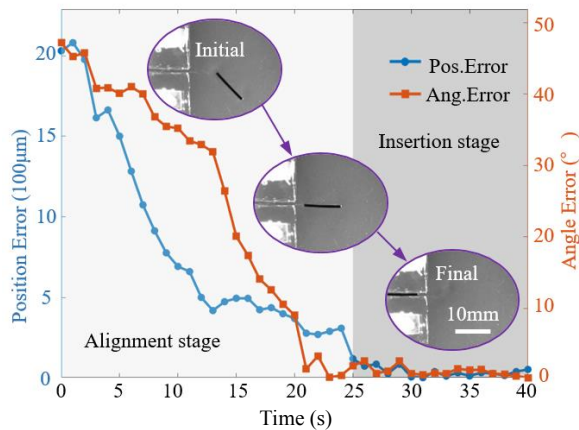 Initial
Pos.Error
Ang.Error
Insertion stage
Final
10mm
Alignment stage
Position Error (100μm)
20
15
10
5
0
Angle Error (°)
50
40
30
20
10
0
0 5 10 15 20 25 30 35 40
Time (s)